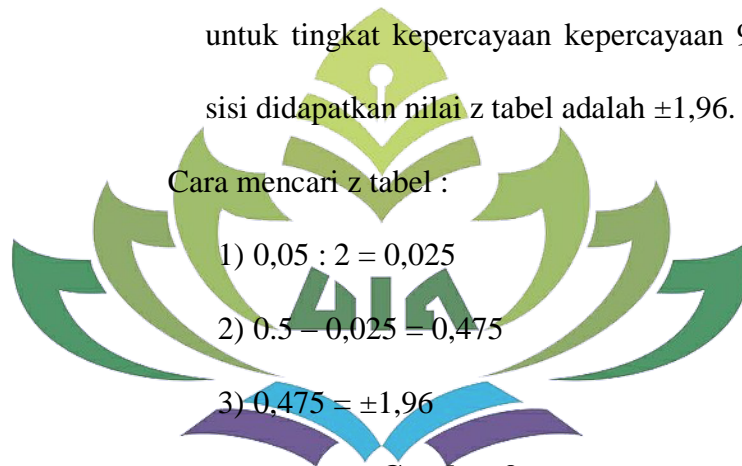 untuk tingkat kepercayaan kepercayaan
sisi didapatkan nilai z tabel adalah ±1,96.
Cara mencari z tabel :
1) 0,05 : 2 = 0,025
UIN
2) 0.5 – 0,025 = 0,475
3) 0,475 = ±1,96